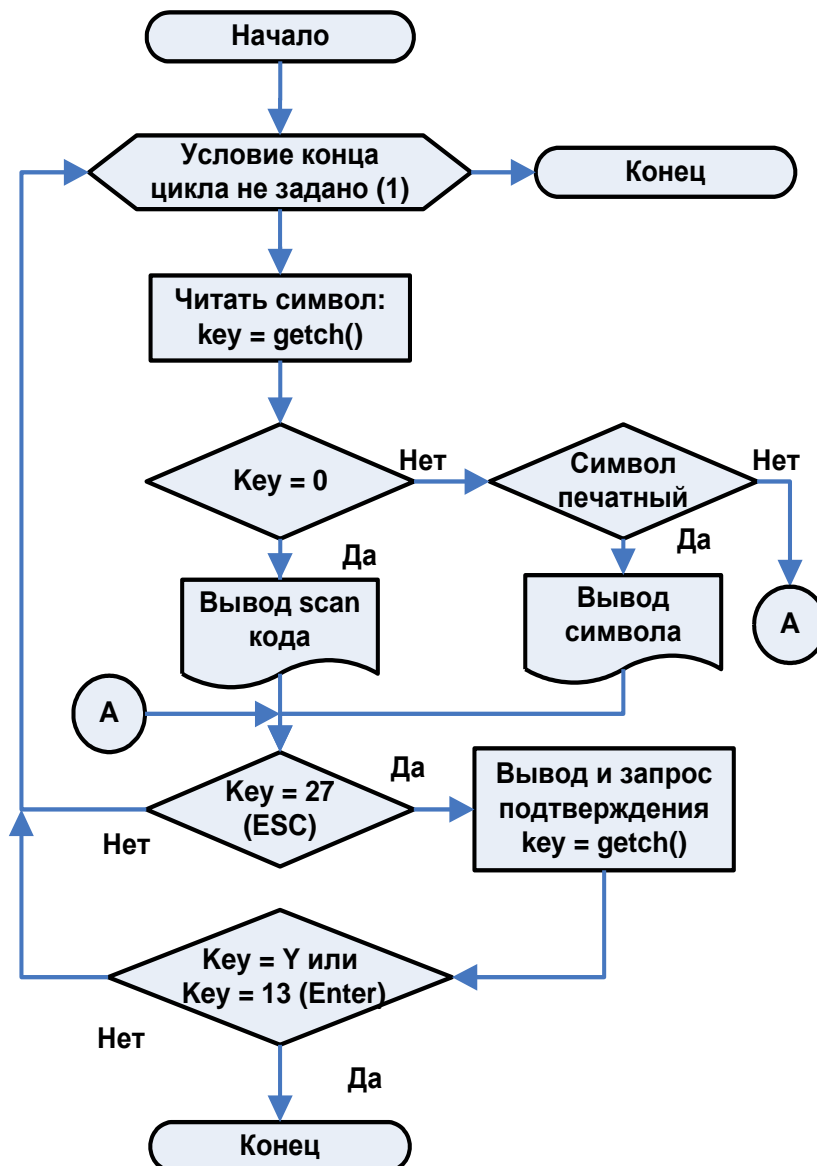 Начало
Условие конца
цикла не задано (1)
Конец
Читать символ:
key = getch()
Key = 0
Нет
Символ
печатный
Нет
Да
Да
Вывод scan
кода
Вывод
символа
A
A
Key = 27
(ESC)
Да
Нет
Вывод и запрос
подтверждения
key = getch()
Key = Y или
Key = 13 (Enter)
Нет
Да
Конец